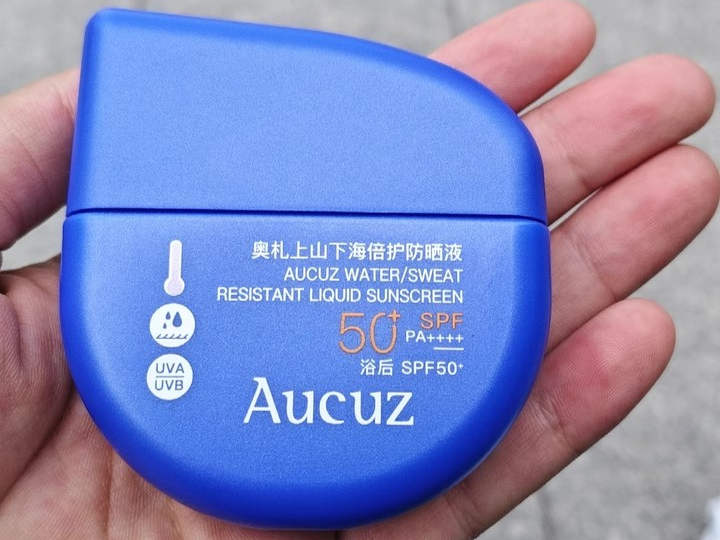 奥札上山下海倍护防晒液
AUCUZ WATER/SWEAT
RESISTANT LIQUID SUNSCREEN
50+ SPF
PA++++
浴后 SPF50+
UVA
UVB
Aucuz